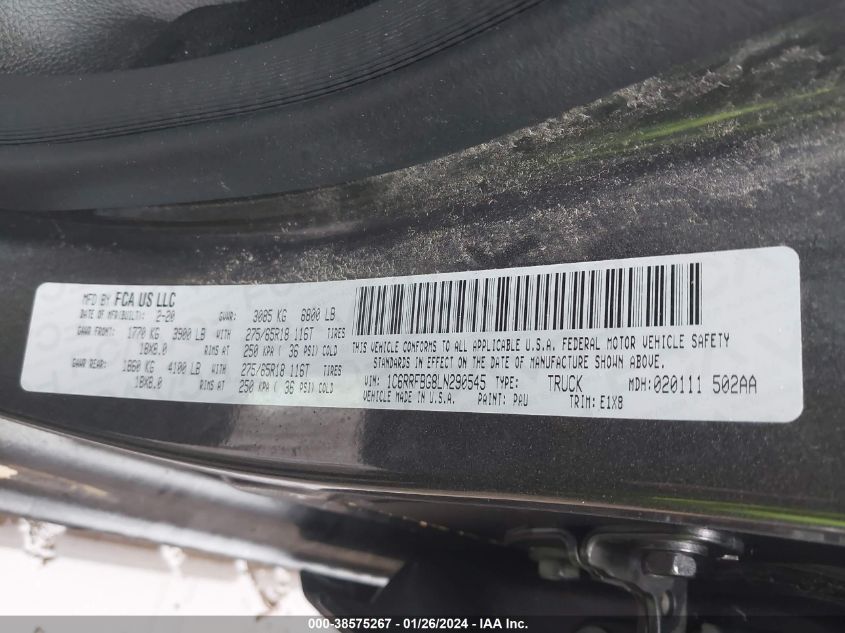 MFD BY FCA US LLC
DATE OF MFR(BUILT): 2-20 GVWR: 3085 KG 6800 LB
GAWR FRONT: 1770 KG 3900 LB WITH 275/65R18 116T TIRES
18X8.0 RIMS AT 250 KPA ( 36 PSI) COLD
GAWR REAR: 1860 KG 4100 LB WITH 275/65R18 116T TIRES
18X8.0 RIMS AT 250 KPA ( 36 PSI) COLD
THIS VEHICLE CONFORMS TO ALL APPLICABLE U.S.A. FEDERAL MOTOR VEHICLE SAFETY
STANDARDS IN EFFECT ON THE DATE OF MANUFACTURE SHOWN ABOVE.
VIN: 1C6RRFBG8LN290545 TYPE: TRUCK MDH:020111 502AA
VEHICLE MADE IN U.S.A. PAINT: PAU TRIM:E1X8
000-38575267 - 01/26/2024 - IAA Inc.